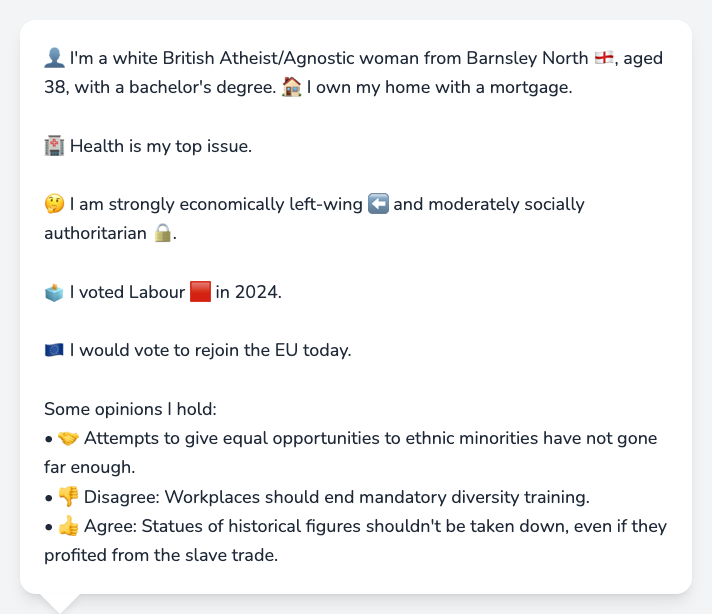 👤 I'm a white British Atheist/Agnostic woman from Barnsley North 🏴󠁧󠁢󠁥󠁮󠁧󠁿, aged
38, with a bachelor's degree. 🏠 I own my home with a mortgage.
🏥 Health is my top issue.
🤔 I am strongly economically left-wing ⬅️ and moderately socially
authoritarian 🔒.
🗳️ I voted Labour 🟥 in 2024.
🇪🇺 I would vote to rejoin the EU today.
Some opinions I hold:
• 🤝 Attempts to give equal opportunities to ethnic minorities have not gone
far enough.
• 👎 Disagree: Workplaces should end mandatory diversity training.
• 👍 Agree: Statues of historical figures shouldn't be taken down, even if they
profited from the slave trade.